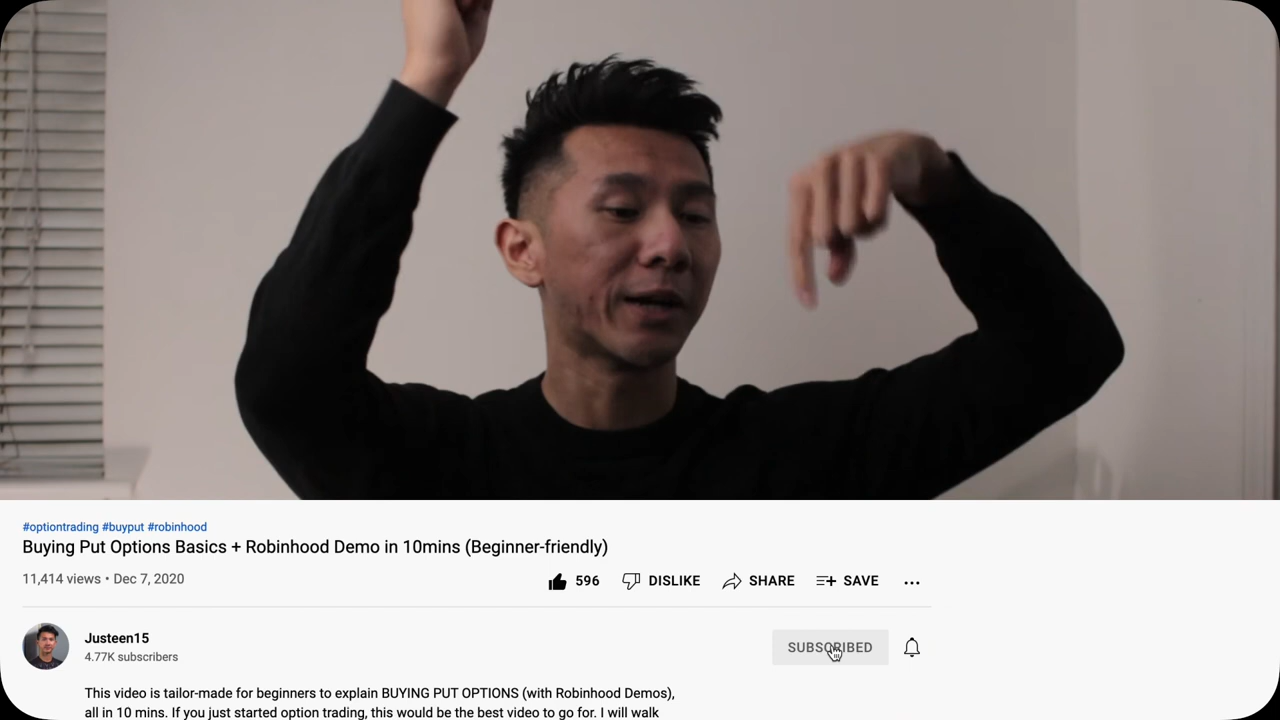 #optiontrading #buyput #robinhood
Buying Put Options Basics + Robinhood Demo in 10mins (Beginner-friendly)
11,414 views • Dec 7, 2020
596 DISLIKE SHARE SAVE ...
Justeen15
4.77K subscribers
SUBSCRIBED
This video is tailor-made for beginners to explain BUYING PUT OPTIONS (with Robinhood Demos),
all in 10 mins. If you just started option trading, this would be the best video to go for. I will walk